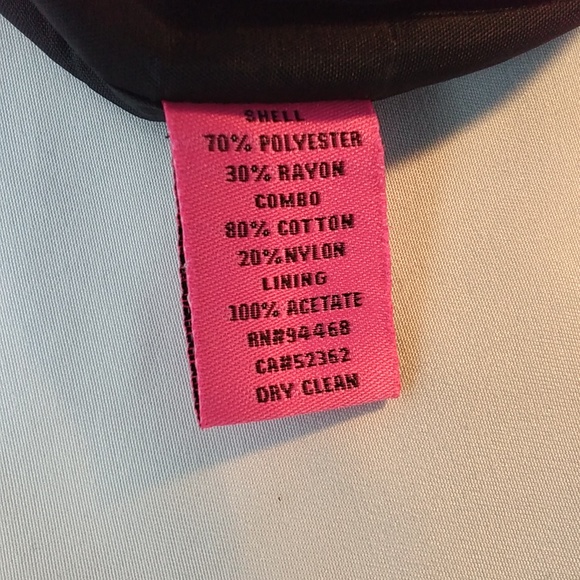 SHELL
70% POLYESTER
30% RAYON
COMBO
80% COTTON
20%NYLON
LINING
100% ACETATE
RN#94468
CA#52362
DRY CLEAN